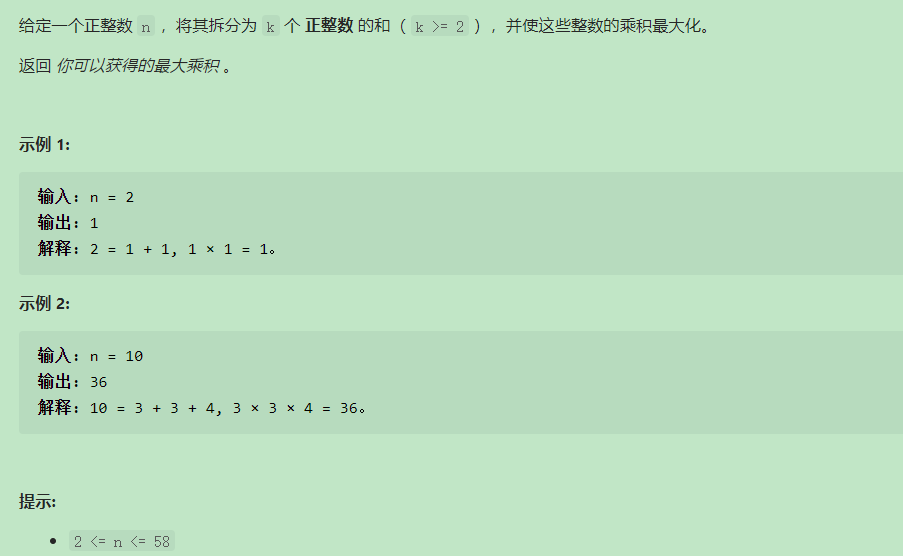 给定一个正整数 n ，将其拆分为 k 个 正整数 的和（ k >= 2 ），并使这些整数的乘积最大化。
返回 你可以获得的最大乘积 。
示例 1:
输入: n = 2
输出: 1
解释: 2 = 1 + 1, 1 × 1 = 1。
示例 2:
输入: n = 10
输出: 36
解释: 10 = 3 + 3 + 4, 3 × 3 × 4 = 36。
提示:
• 2 <= n <= 58